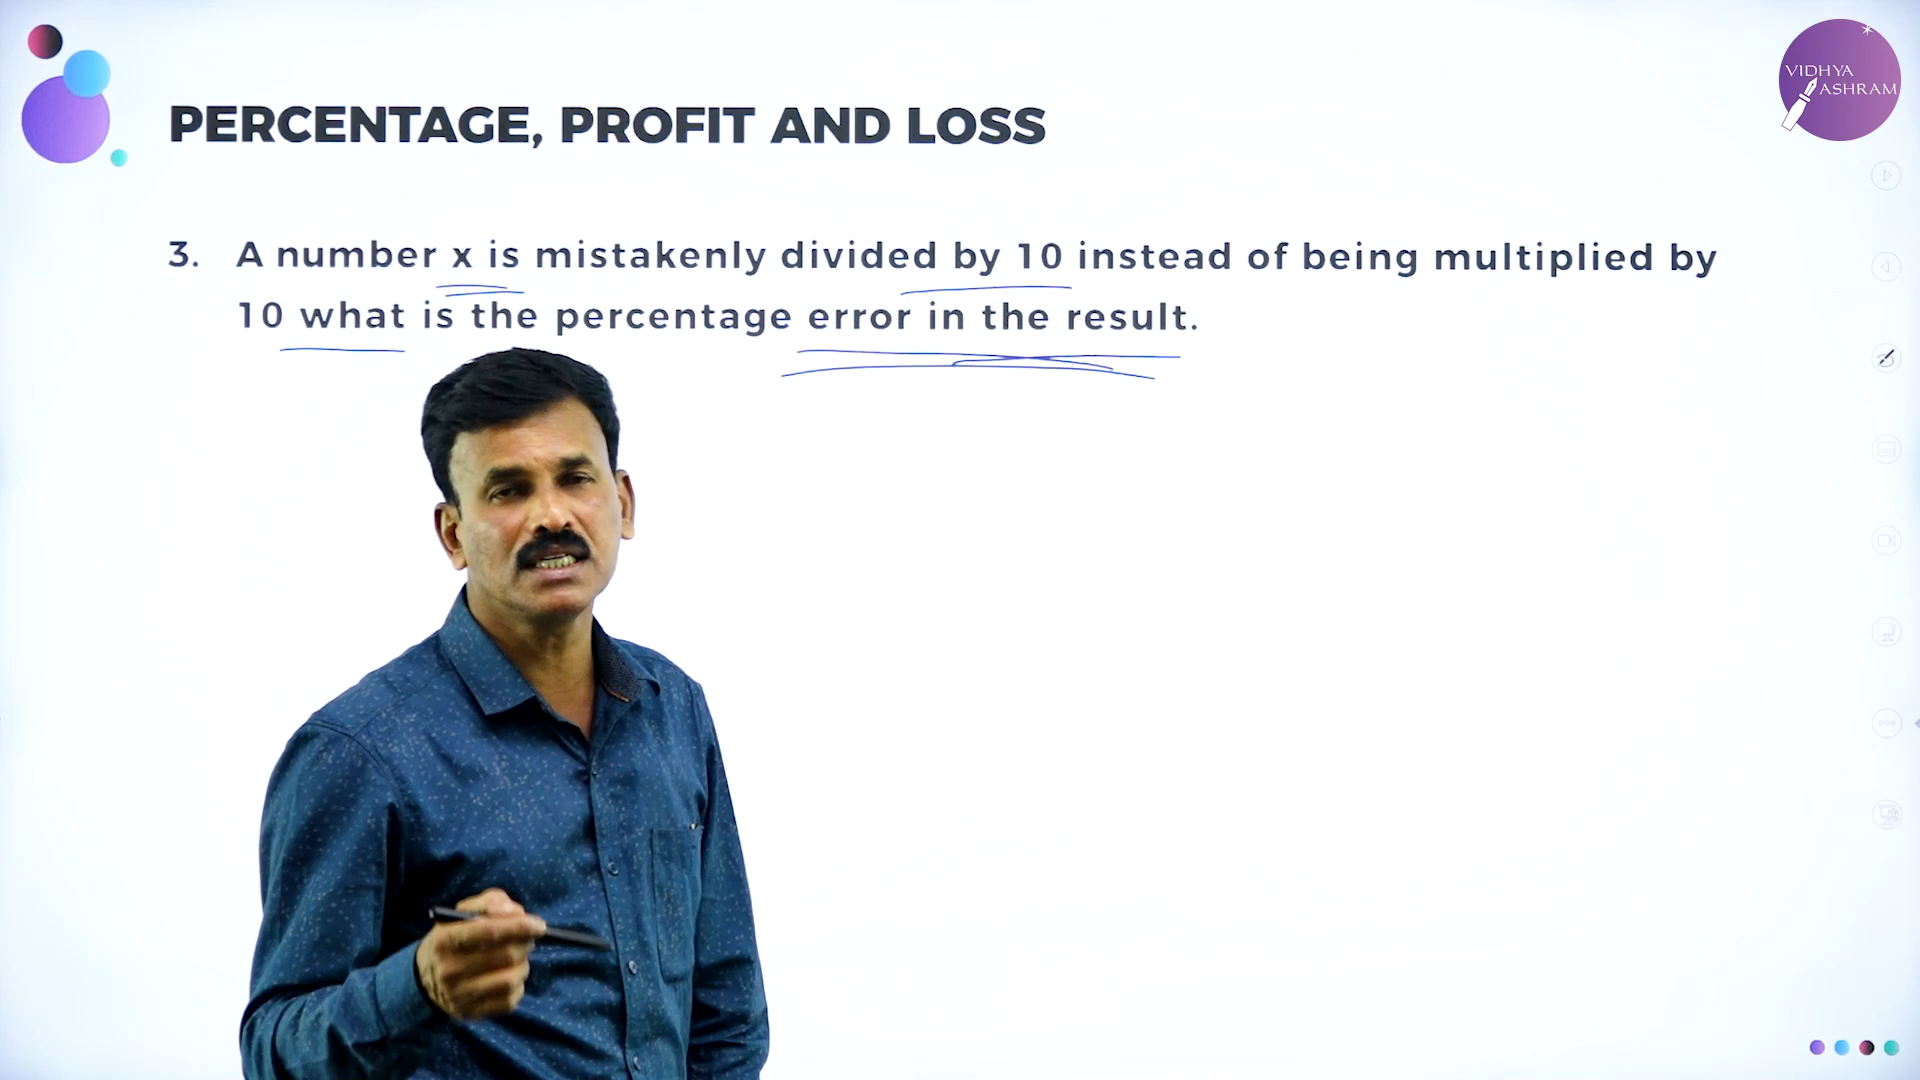 VIDHYA
ASHRAM
PERCENTAGE, PROFIT AND LOSS
3. A number x is mistakenly divided by 10 instead of being multiplied by
10 what is the percentage error in the result.